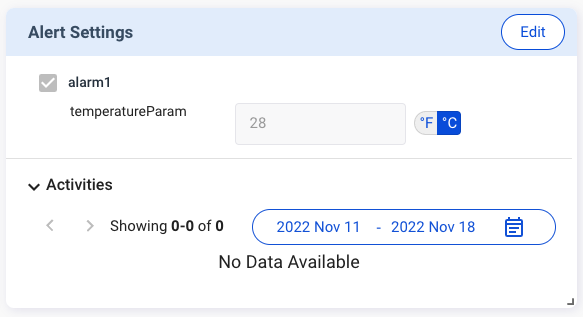 Alert Settings
Edit
alarm1
temperatureParam
28
°F °C
Activities
Showing 0-0 of 0
2022 Nov 11 - 2022 Nov 18
No Data Available